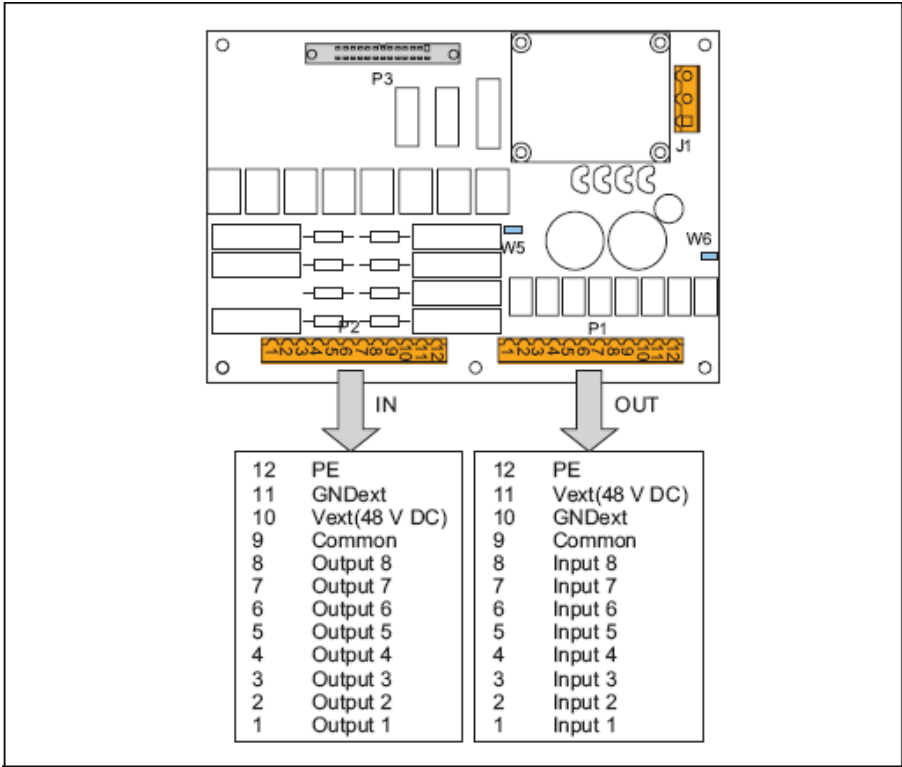 P3
J1
W5
W6
P2
P1
1 2 3 4 5 6 7 8 9 10 11 12
1 2 3 4 5 6 7 8 9 10 11 12
IN
OUT
12 PE
11 GNDext
10 Vext(48 V DC)
9 Common
8 Output 8
7 Output 7
6 Output 6
5 Output 5
4 Output 4
3 Output 3
2 Output 2
1 Output 1
12 PE
11 Vext(48 V DC)
10 GNDext
9 Common
8 Input 8
7 Input 7
6 Input 6
5 Input 5
4 Input 4
3 Input 3
2 Input 2
1 Input 1